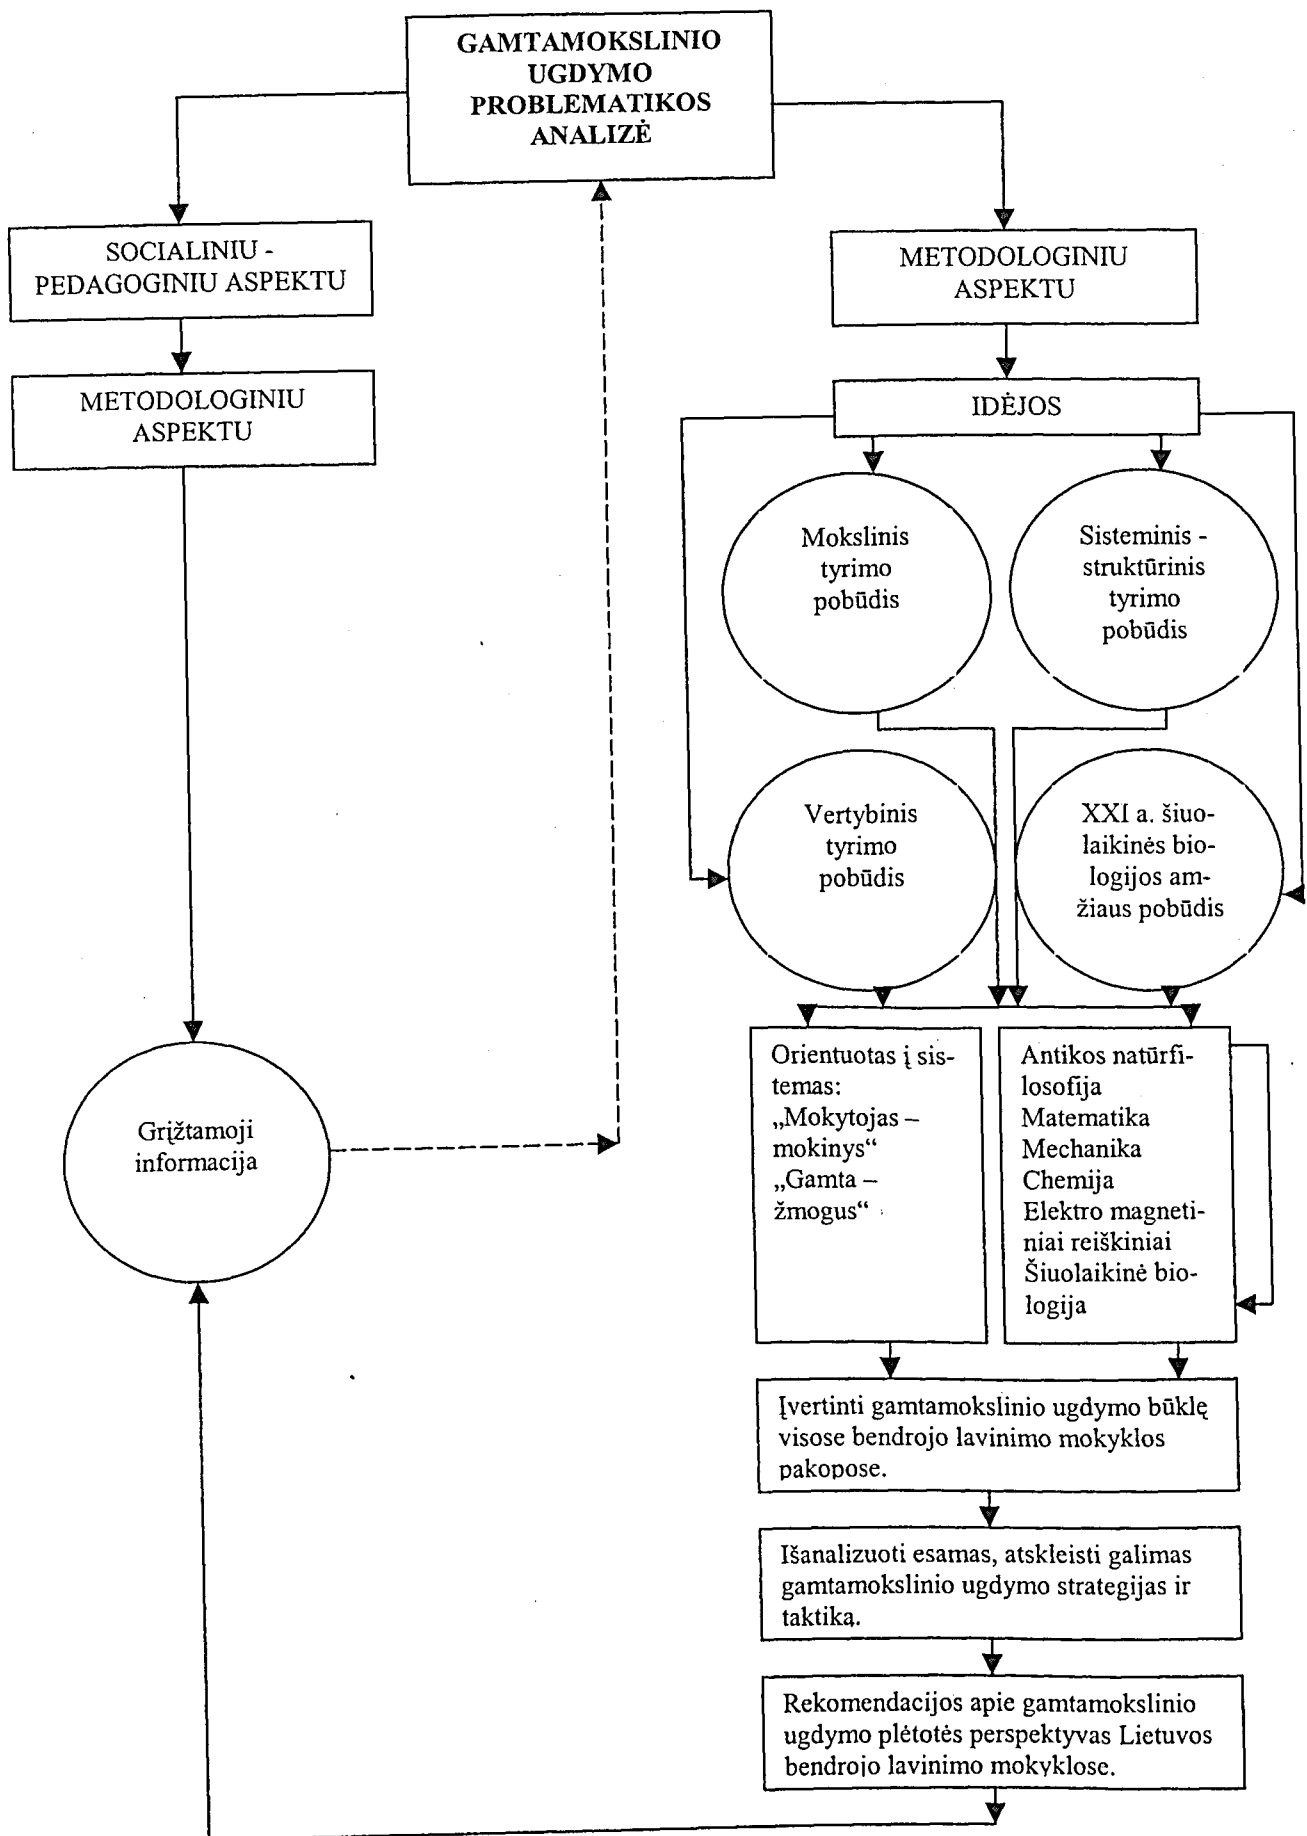 GAMTAMOKSLINIO
UGDYMO
PROBLEMATIKOS
ANALIZĖ
SOCIALINIU -
PEDAGOGINIU ASPEKTU
METODOLOGINIU
ASPEKTU
METODOLOGINIU
ASPEKTU
IDĖJOS
Mokslinis
tyrimo
pobūdis
Sisteminis -
struktūrinis
tyrimo
pobūdis
Vertybinis
tyrimo
pobūdis
XXI a. šiuo-
laikinės bio-
logijos am-
žiaus pobūdis
Grįžtamoji
informacija
Orientuotas į sis-
temas:
„Mokytojas –
mokinys“
„Gamta –
žmogus“
Antikos natūrfi-
losofija
Matematika
Mechanika
Chemija
Elektro magneti-
niai reiškiniai
Šiuolaikinė bio-
logija
Įvertinti gamtamokslinio ugdymo būklę
visose bendrojo lavinimo mokyklos
pakopose.
Išanalizuoti esamas, atskleisti galimas
gamtamokslinio ugdymo strategijas ir
taktiką.
Rekomendacijos apie gamtamokslinio
ugdymo plėtotės perspektyvas Lietuvos
bendrojo lavinimo mokyklose.